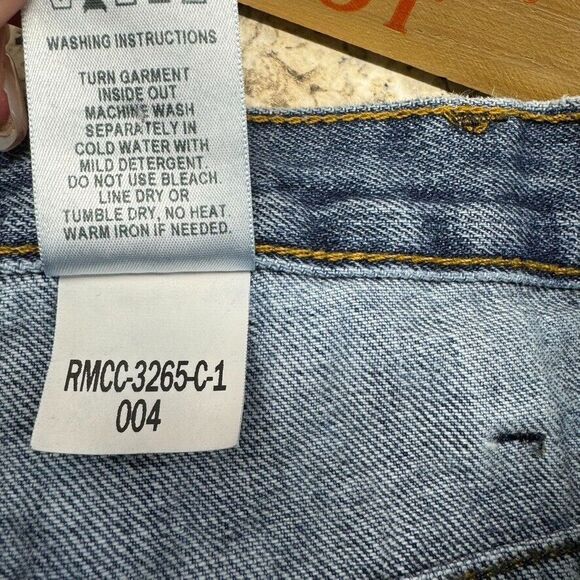 WASHING INSTRUCTIONS
TURN GARMENT
INSIDE OUT
MACHINE WASH
SEPARATELY IN
COLD WATER WITH
MILD DETERGENT.
DO NOT USE BLEACH.
LINE DRY OR
TUMBLE DRY, NO HEAT.
WARM IRON IF NEEDED.
RMCC-3265-C-1
004